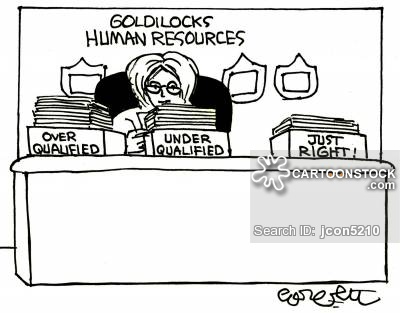 GOLDILOCKS
HUMAN RESOURCES
OVER
QUALIFIED
UNDER
QUALIFIED
JUST
RIGHT!
CARTOONSTOCK
.com
Search ID: jcon5210